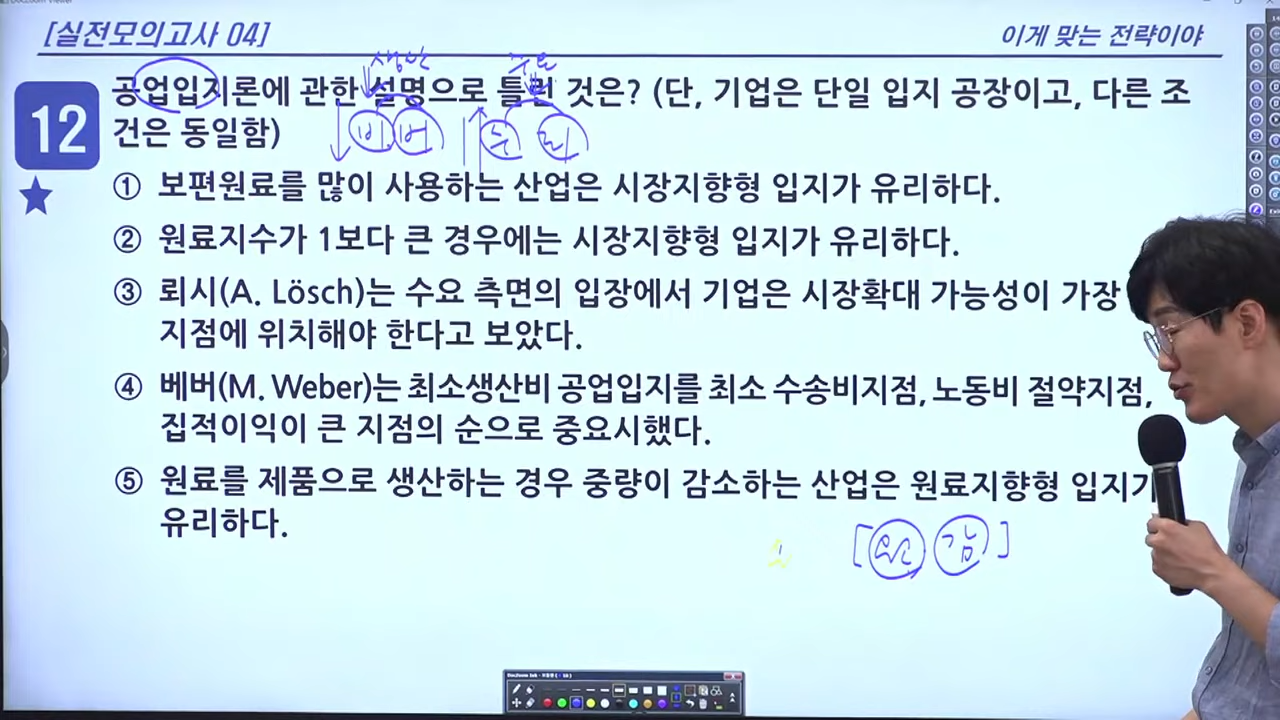 [실전모의고사 04]
이게 맞는 전략이야
생산
수요
12
공업입지론에 관한 설명으로 틀린 것은? (단, 기업은 단일 입지 공장이고, 다른 조
건은 동일함)
비 버
수 뢰
① 보편원료를 많이 사용하는 산업은 시장지향형 입지가 유리하다.
② 원료지수가 1보다 큰 경우에는 시장지향형 입지가 유리하다.
③ 뢰시(A. Lösch)는 수요 측면의 입장에서 기업은 시장확대 가능성이 가장
지점에 위치해야 한다고 보았다.
④ 베버(M. Weber)는 최소생산비 공업입지를 최소 수송비지점, 노동비 절약지점,
집적이익이 큰 지점의 순으로 중요시했다.
⑤ 원료를 제품으로 생산하는 경우 중량이 감소하는 산업은 원료지향형 입지가
유리하다.
[원 감]